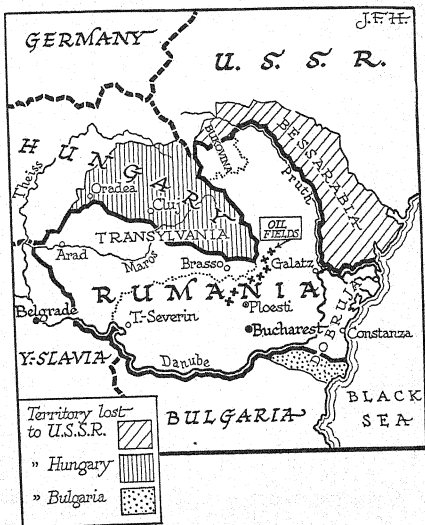 J.F.H.
GERMANY
U. S. S. R.
HUNGARY
Theiss
BUKOVINA
BESSARABIA
Pruth
Oradea
Cluj
OIL
FIELDS
TRANSYLVANIA
Arad
Maros
Brasso
Galatz
RUMANIA
DOBRUJA
Belgrade
T-Severin
Ploesti
Bucharest
Constanza
Y-SLAVIA
Danube
BULGARIA
BLACK
SEA
Territory lost
to U.S.S.R.
" Hungary
" Bulgaria